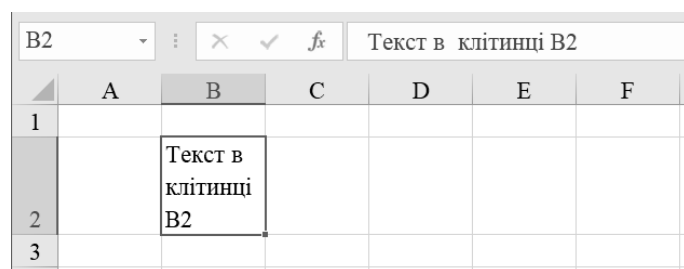 B2 fx Текст в клітинці B2
A B C D E F
1
Текст в
клітинці
2 B2
3